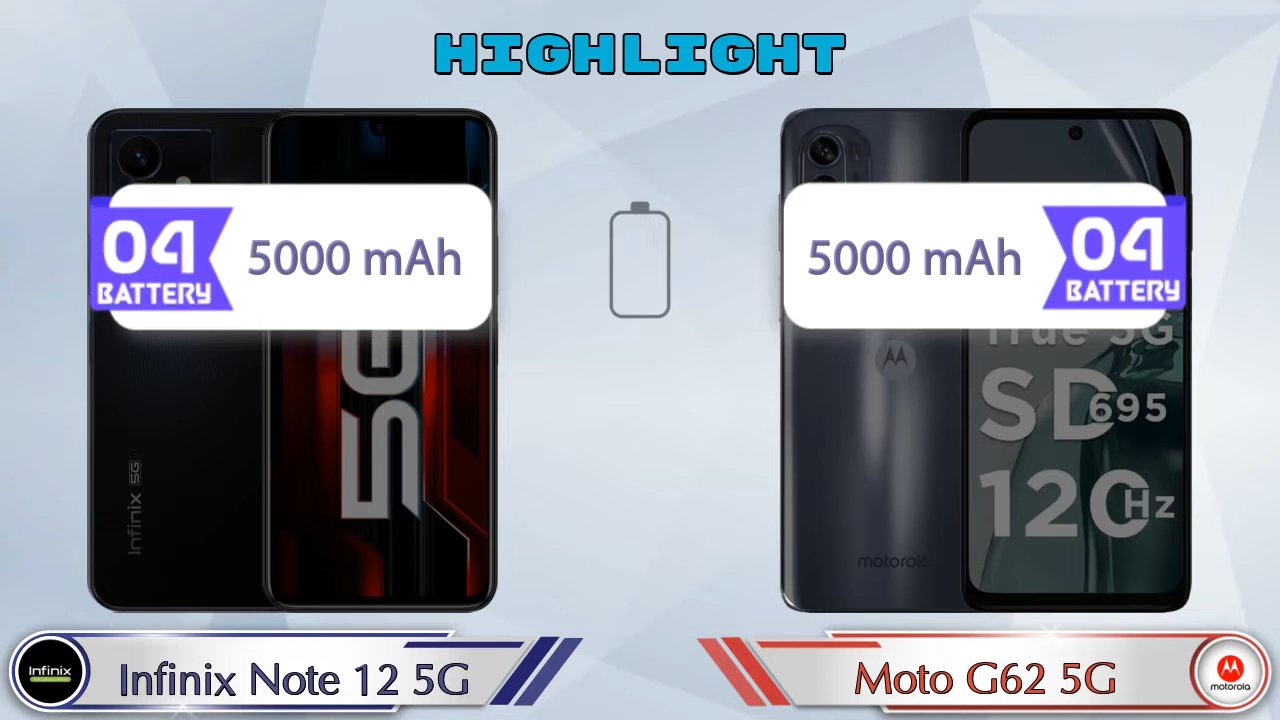 HIGHLIGHT
04
BATTERY
5000 mAh
5000 mAh
04
BATTERY
5G
Infinix 5G
True 5G
SD 695
120Hz
motorola
Infinix
Infinix Note 12 5G
Moto G62 5G
motorola